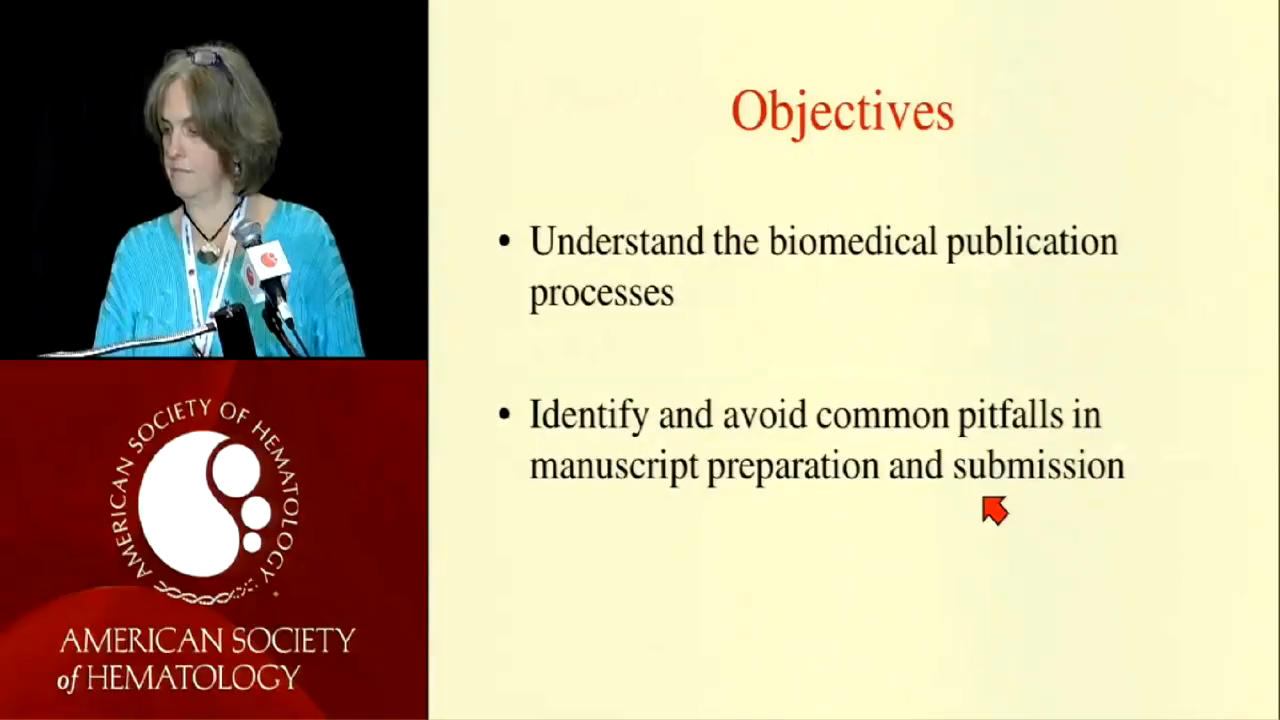 Objectives
• Understand the biomedical publication
processes
• Identify and avoid common pitfalls in
manuscript preparation and submission
AMERICAN SOCIETY OF HEMATOLOGY
AMERICAN SOCIETY
of HEMATOLOGY